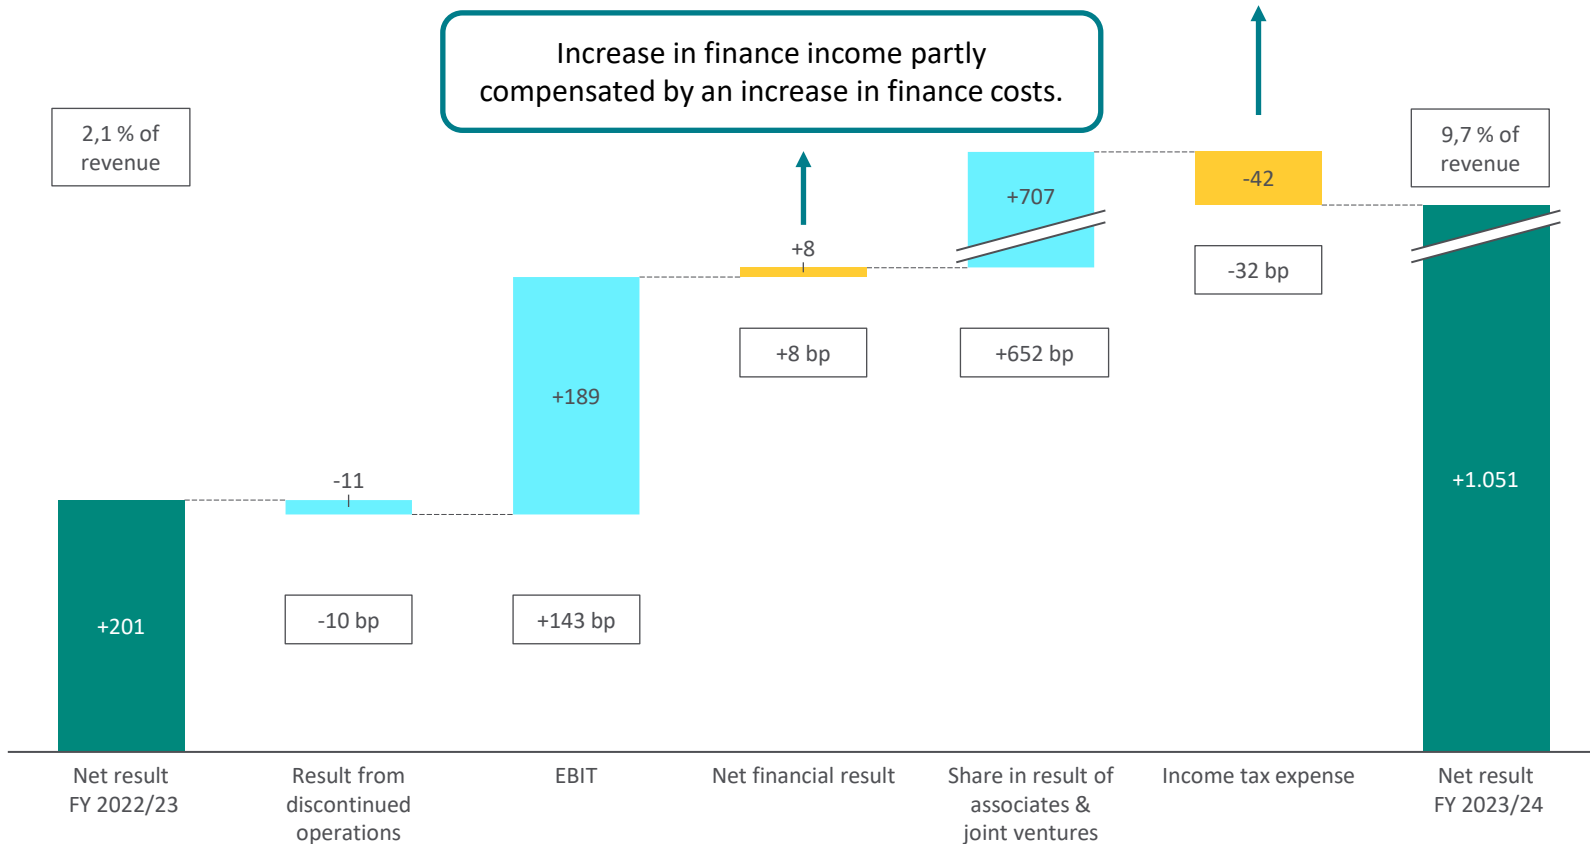 Increase in finance income partly
compensated by an increase in finance costs.
2,1 % of
revenue
9,7 % of
revenue
+707
-42
+8
-32 bp
+8 bp
+652 bp
+189
-11
+1.051
+201
-10 bp
+143 bp
Net result
FY 2022/23
Result from
discontinued
operations
EBIT
Net financial result
Share in result of
associates &
joint ventures
Income tax expense
Net result
FY 2023/24